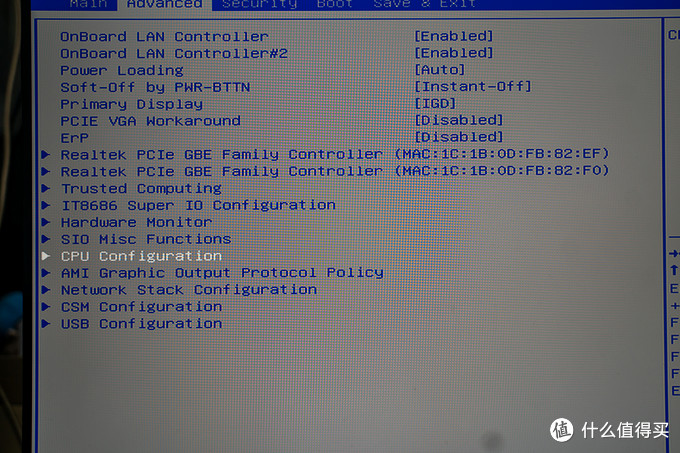 Main Advanced Security Boot Save & Exit
OnBoard LAN Controller [Enabled]
OnBoard LAN Controller#2 [Enabled]
Power Loading [Auto]
Soft-Off by PWR-BTTN [Instant-Off]
Primary Display [IGD]
PCIE VGA Workaround [Disabled]
ErP [Disabled]
Realtek PCIe GBE Family Controller (MAC:1C:1B:0D:FB:82:EF)
Realtek PCIe GBE Family Controller (MAC:1C:1B:0D:FB:82:F0)
Trusted Computing
IT8686 Super IO Configuration
Hardware Monitor
SIO Misc Functions
CPU Configuration
AMI Graphic Output Protocol Policy
Network Stack Configuration
CSM Configuration
USB Configuration
值 什么值得买